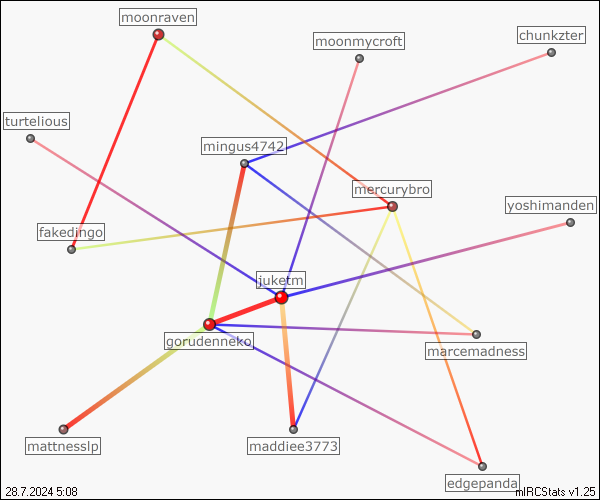 moonraven
chunkzter
moonmycroft
turtelious
mingus4742
mercurybro
yoshimanden
fakedingo
juketm
gorudenneko
marcemadness
mattnesslp
maddiee3773
edgepanda
28.7.2024 5:08
mIRCStats v1.25